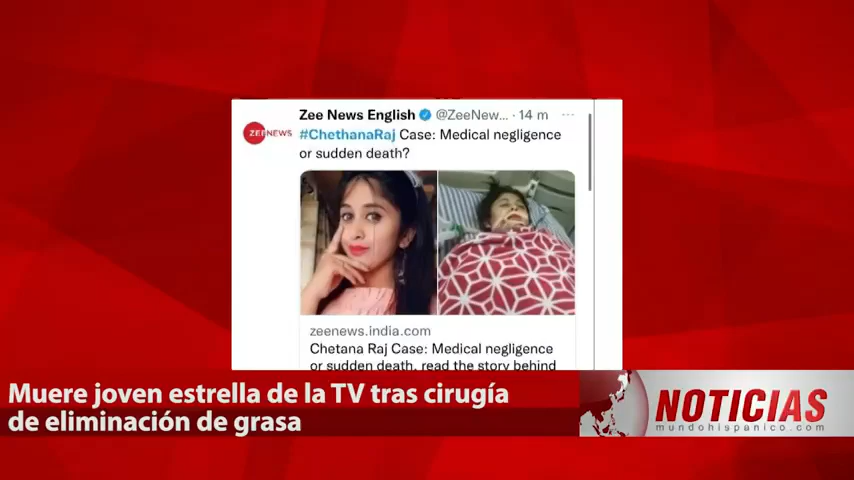 Zee News English @ZeeNew... · 14 m ...
ZEE NEWS
#ChethanaRaj Case: Medical negligence
or sudden death?
zeenews.india.com
Chetana Raj Case: Medical negligence
or sudden death, read the story behind
Muere joven estrella de la TV tras cirugía
de eliminación de grasa
NOTICIAS
mundohispanico.com